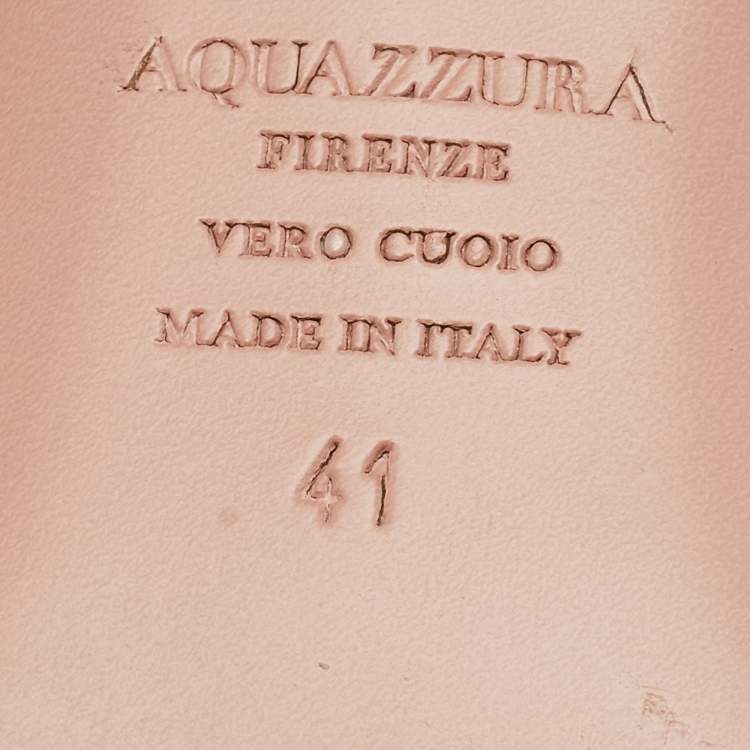 AQUAZZURA
FIRENZE
VERO CUOIO
MADE IN ITALY
41